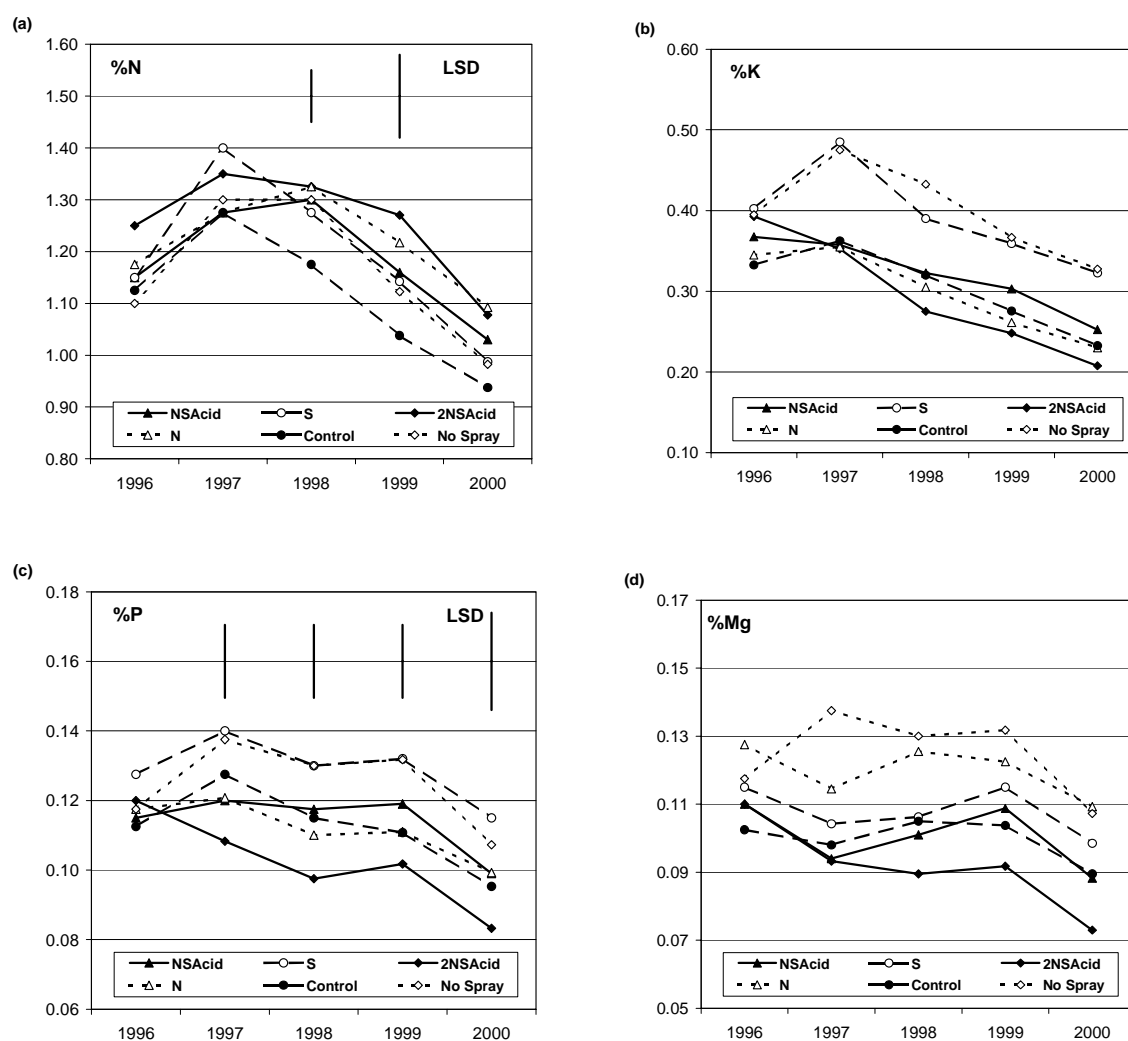 (a)
%N
LSD
1.60
1.50
1.40
1.30
1.20
1.10
1.00
0.90
0.80
NSAcid S 2NSAcid
N Control No Spray
1996 1997 1998 1999 2000
(b)
%K
0.60
0.50
0.40
0.30
0.20
0.10
NSAcid S 2NSAcid
N Control No Spray
1996 1997 1998 1999 2000
(c)
%P
LSD
0.18
0.16
0.14
0.12
0.10
0.08
0.06
NSAcid S 2NSAcid
N Control No Spray
1996 1997 1998 1999 2000
(d)
%Mg
0.17
0.15
0.13
0.11
0.09
0.07
0.05
NSAcid S 2NSAcid
N Control No Spray
1996 1997 1998 1999 2000